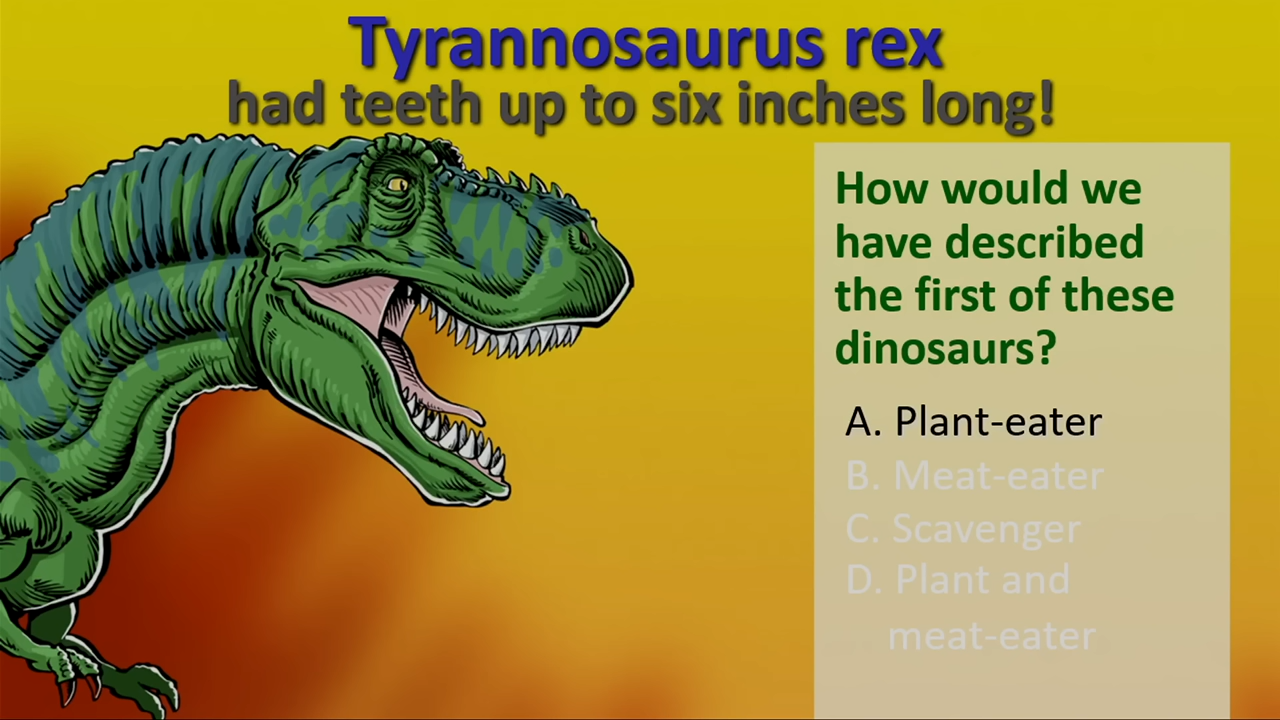 Tyrannosaurus rex
had teeth up to six inches long!
How would we
have described
the first of these
dinosaurs?
A. Plant-eater
B. Meat-eater
C. Scavenger
D. Plant and
meat-eater